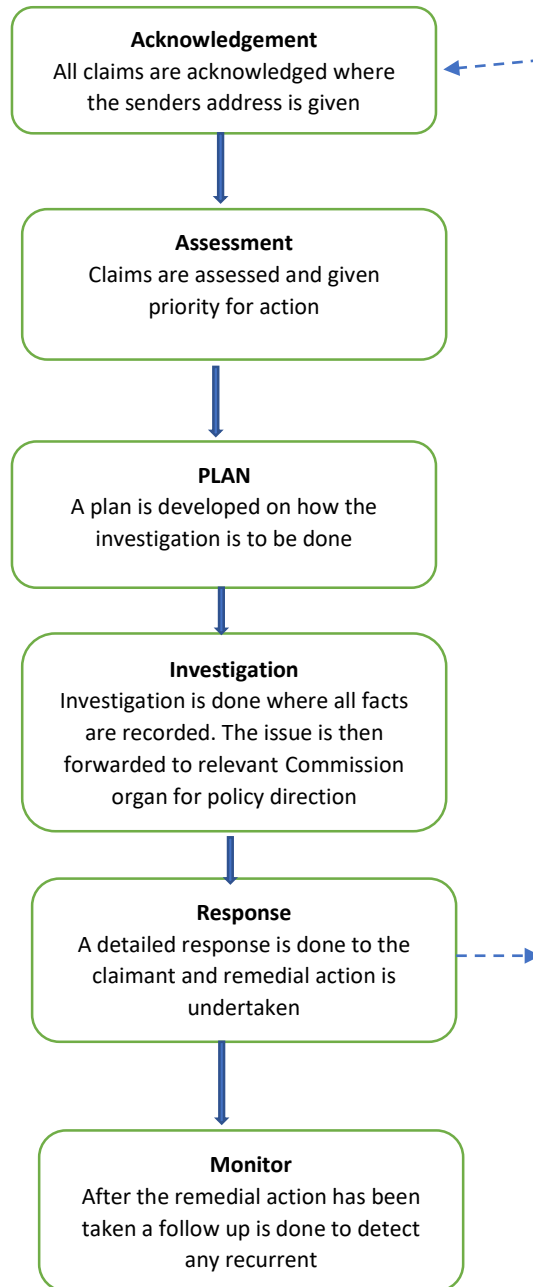 Acknowledgement
All claims are acknowledged where
the senders address is given
Assessment
Claims are assessed and given
priority for action
PLAN
A plan is developed on how the
investigation is to be done
Investigation
Investigation is done where all facts
are recorded. The issue is then
forwarded to relevant Commission
organ for policy direction
Response
A detailed response is done to the
claimant and remedial action is
undertaken
Monitor
After the remedial action has been
taken a follow up is done to detect
any recurrent